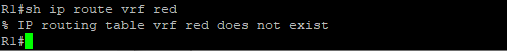 R1#sh ip route vrf red
% IP routing table vrf red does not exist
R1#